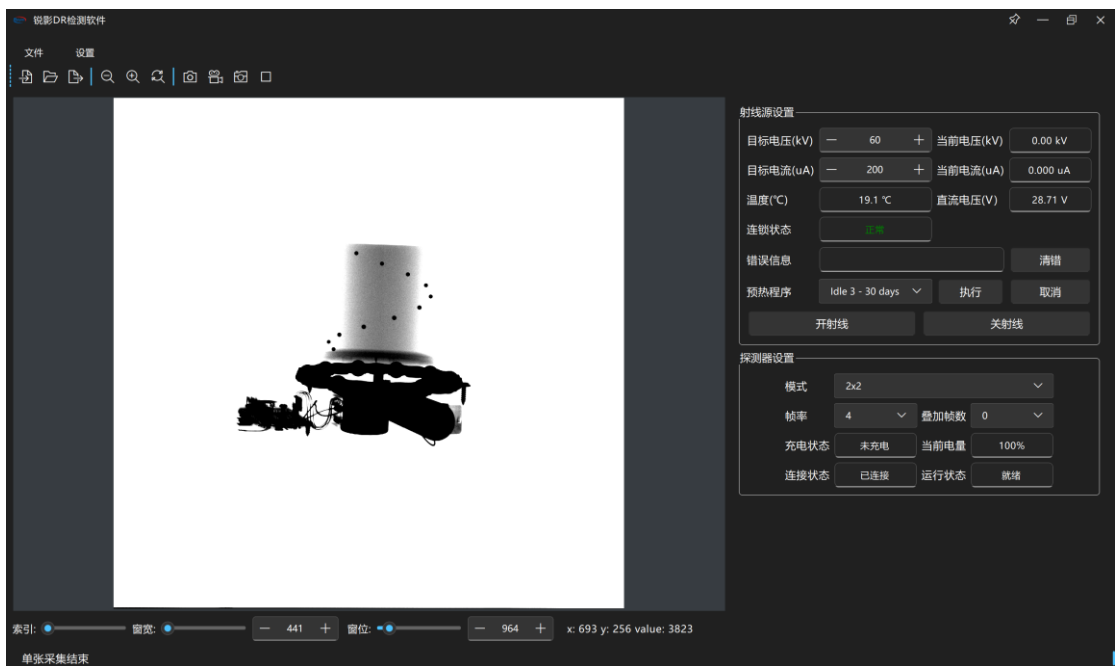 锐影DR检测软件
文件 设置
射线源设置
目标电压(kV) 60 当前电压(kV) 0.00 kV
目标电流(uA) 200 当前电流(uA) 0.000 uA
温度(℃) 19.1 ℃ 直流电压(V) 28.71 V
连锁状态 正常
错误信息 清错
预热程序 Idle 3 - 30 days 执行 取消
开射线 关射线
探测器设置
模式 2x2
帧率 4 叠加帧数 0
充电状态 未充电 当前电量 100%
连接状态 已连接 运行状态 就绪
索引: 窗宽: 441 窗位: 964 x: 693 y: 256 value: 3823
单张采集结束